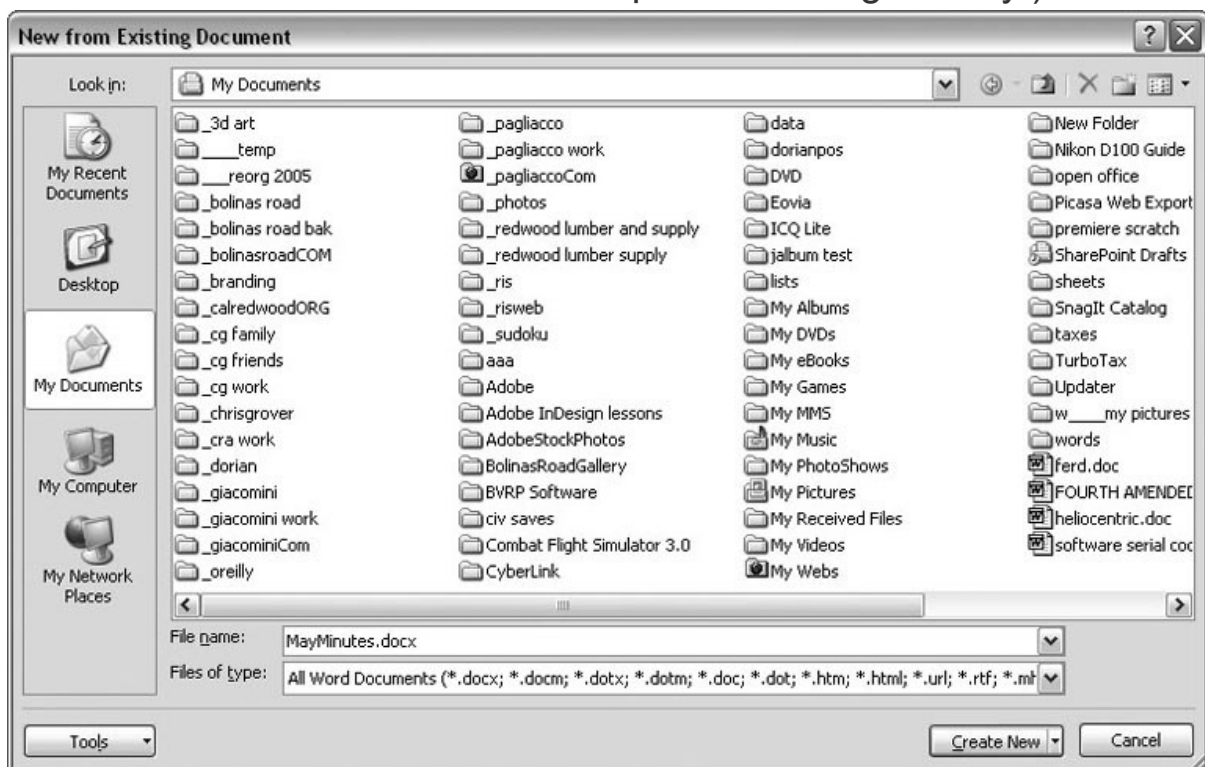 New from Existing Document
Look in:
My Documents
My Recent
Documents
Desktop
My Documents
My Computer
My Network
Places
_3d art
____temp
___reorg 2005
_bolinas road
_bolinas road bak
_bolinasroadCOM
_branding
_calredwoodORG
_cg family
_cg friends
_cg work
_chrisgrover
_cra work
_dorian
_giacomini
_giacomini work
_giacominiCom
_oreilly
_pagliacco
_pagliacco work
_pagliaccoCom
_photos
_redwood lumber and supply
_redwood lumber supply
_ris
_risweb
_sudoku
aaa
Adobe
Adobe InDesign lessons
AdobeStockPhotos
BolinasRoadGallery
BVRP Software
civ saves
Combat Flight Simulator 3.0
CyberLink
data
dorianpos
DVD
Eovia
ICQ Lite
jalbum test
lists
My Albums
My DVDs
My eBooks
My Games
My MMS
My Music
My PhotoShows
My Pictures
My Received Files
My Videos
My Webs
New Folder
Nikon D100 Guide
open office
Picasa Web Export
premiere scratch
SharePoint Drafts
sheets
SnagIt Catalog
taxes
TurboTax
Updater
w____my pictures
words
ferd.doc
FOURTH AMENDED
heliocentric.doc
software serial
File name:
MayMinutes.docx
Files of type:
All Word Documents (*.docx; *.docm; *.dotx; *.dotm; *.doc; *.dot; *.htm; *.html; *.url; *.rtf;
Tools
Create New
Cancel